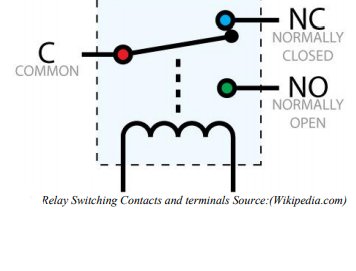 NC
NORMALLY
CLOSED
C
COMMON
NO
NORMALLY
OPEN
Relay Switching Contacts and terminals Source:(Wikipedia.com)